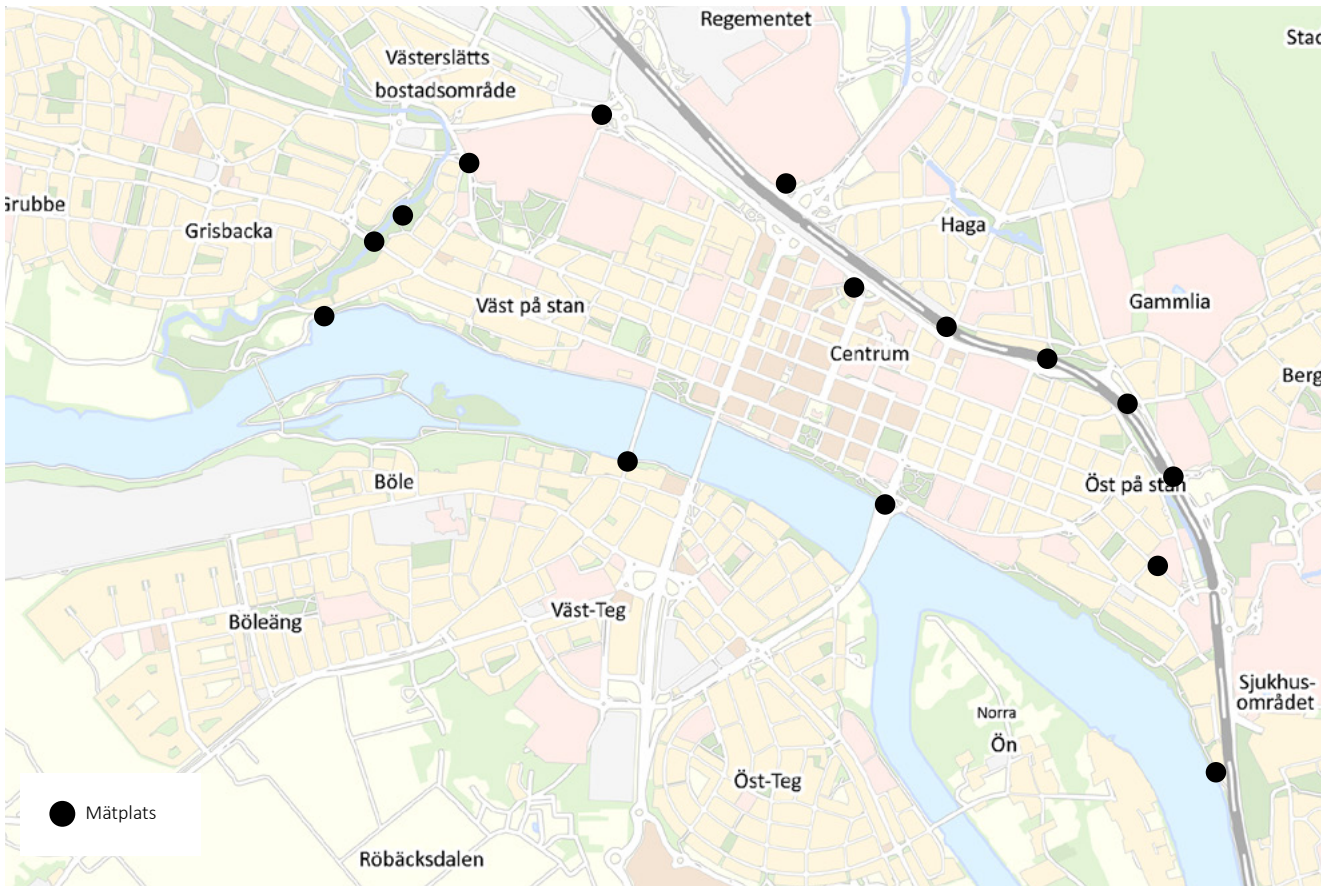 Regementet
Stad
Västerslätts
bostadsområde
Grubbe
Grisbacka
Haga
Gammlia
Väst på stan
Centrum
Berg
Böle
Öst på stan
Väst-Teg
Böleäng
Sjukhus-
området
Norra
Ön
Öst-Teg
Mätplats
Röbäcksdalen